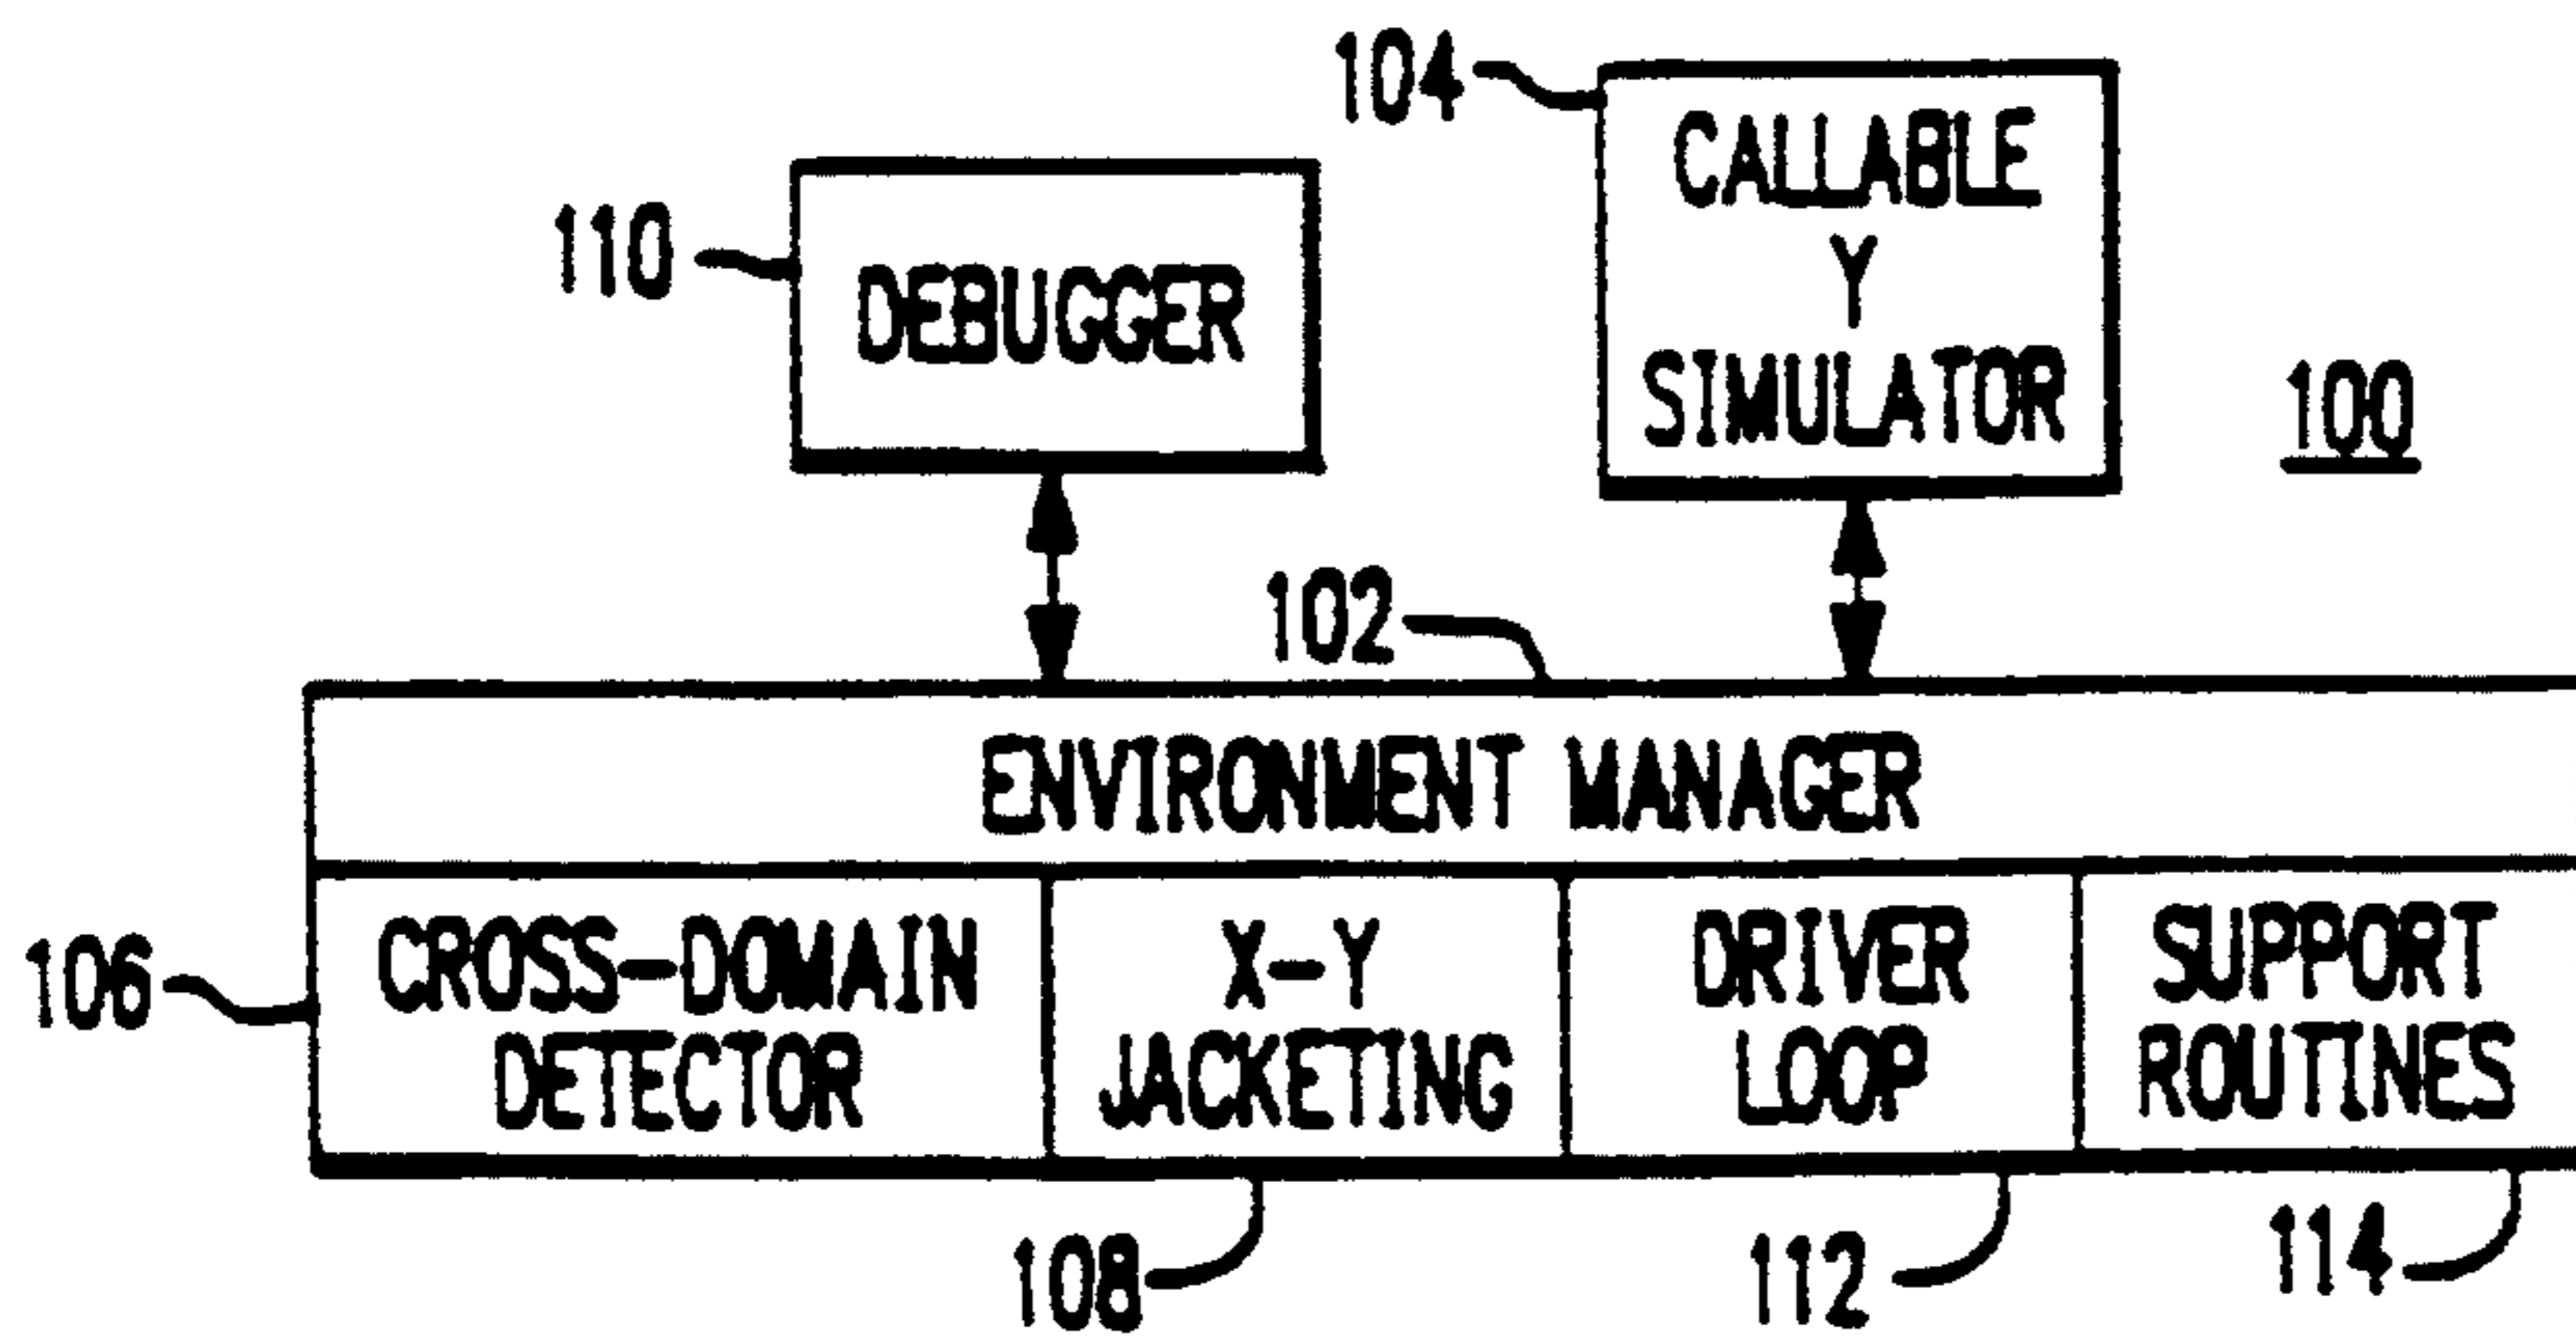 104
CALLABLE
Y
SIMULATOR
110
DEBUGGER
100
102
ENVIRONMENT MANAGER
106
CROSS-DOMAIN
DETECTOR
X-Y
JACKETING
DRIVER
LOOP
SUPPORT
ROUTINES
108
112
114